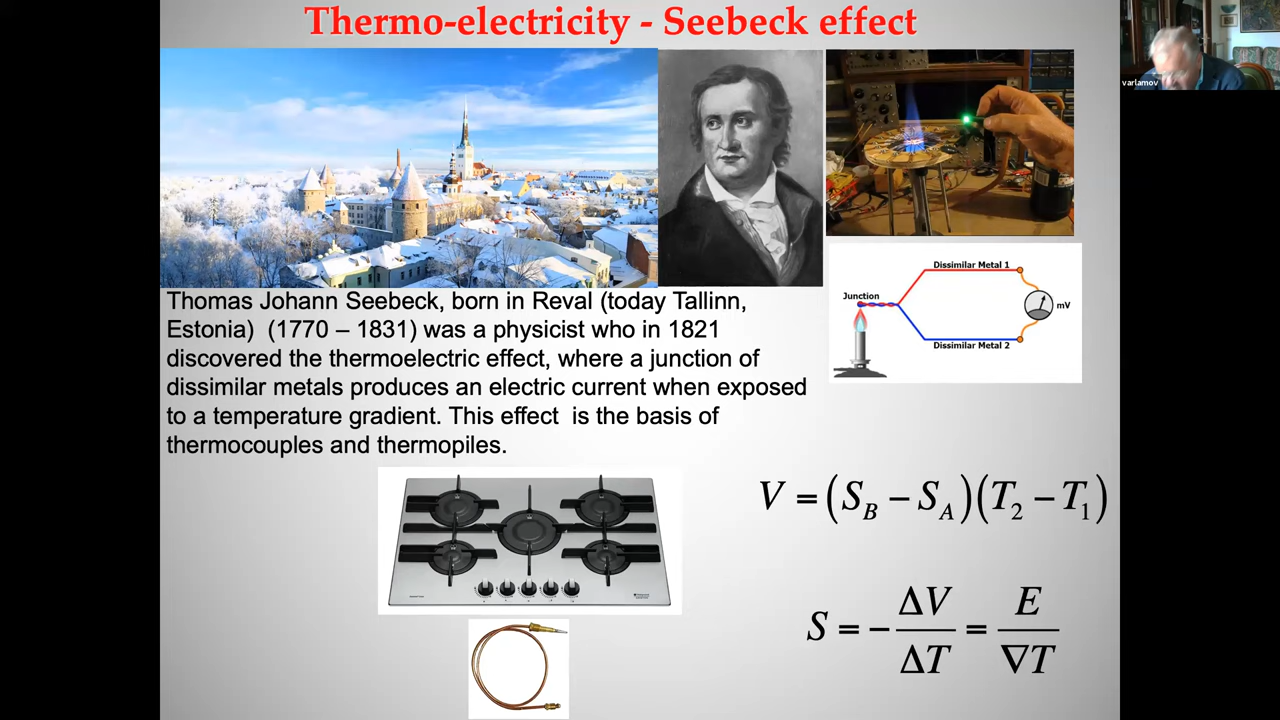 Thermo-electricity - Seebeck effect
varlamov
Dissimilar Metal 1
Junction
mV
Dissimilar Metal 2
Thomas Johann Seebeck, born in Reval (today Tallinn,
Estonia)  (1770 – 1831) was a physicist who in 1821
discovered the thermoelectric effect, where a junction of
dissimilar metals produces an electric current when exposed
to a temperature gradient. This effect  is the basis of
thermocouples and thermopiles.
V = (S_B − S_A)(T_2 − T_1)
S = − ΔV/ΔT = E/∇T